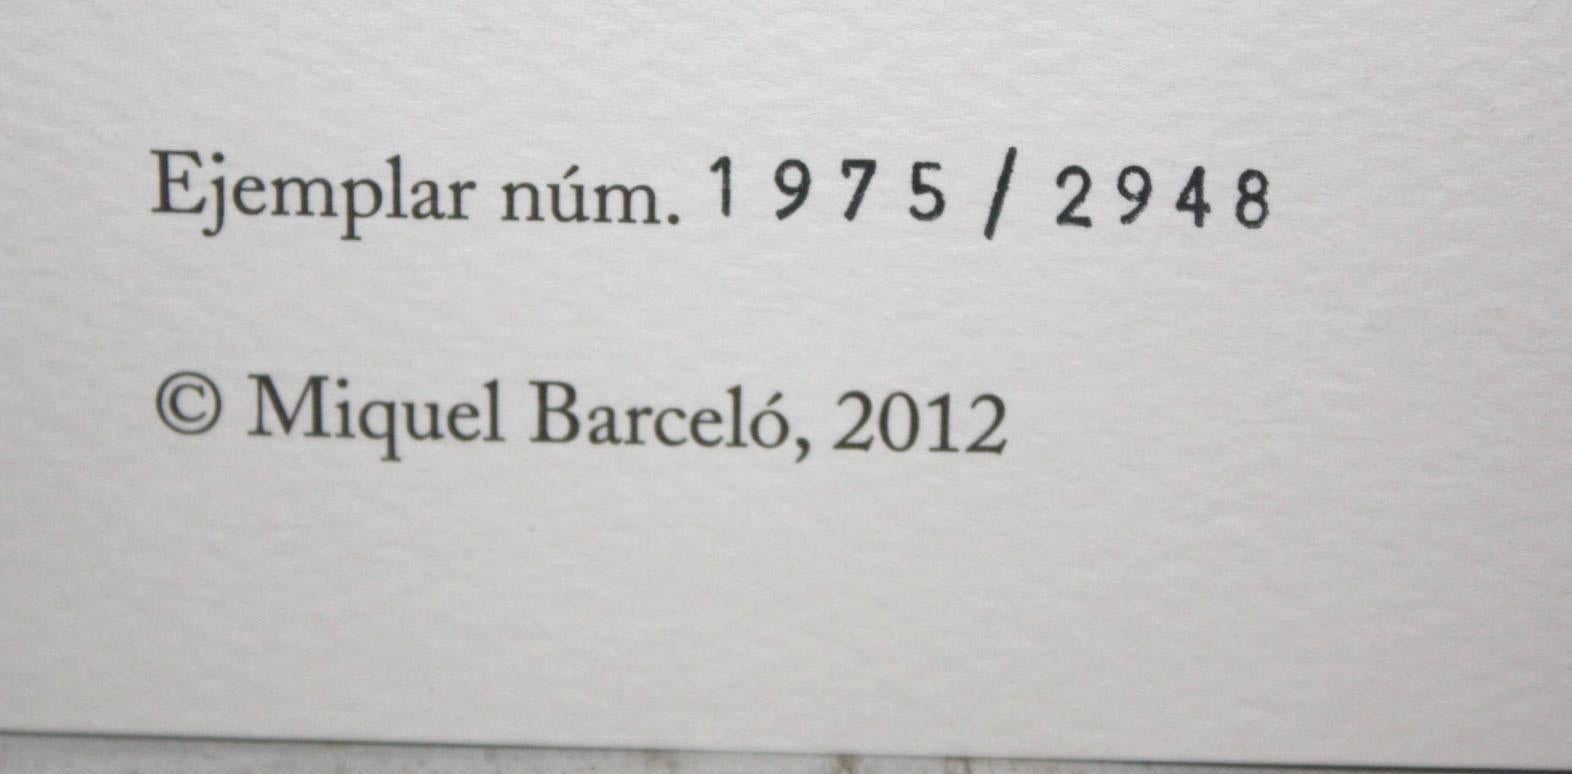 Ejemplar núm. 1975/2948
© Miquel Barceló, 2012